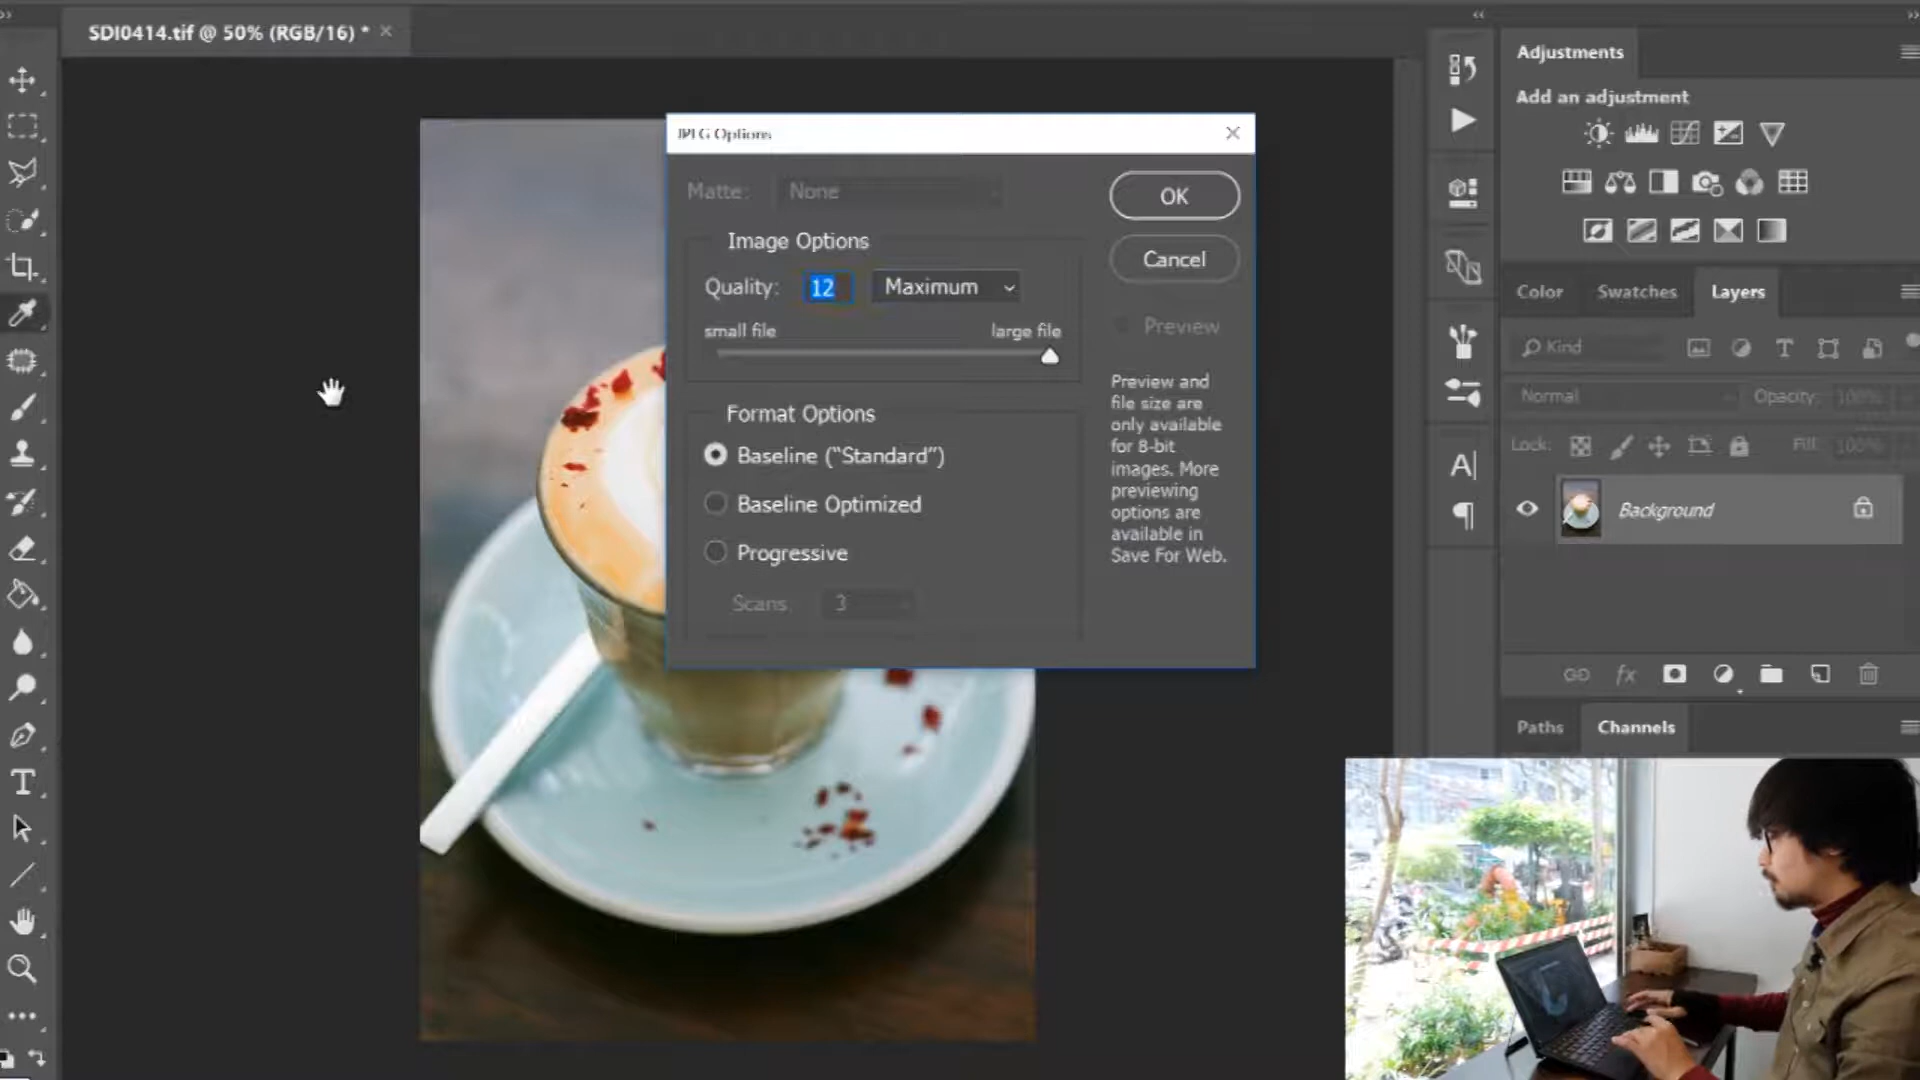 SDI0414.tif @ 50% (RGB/16) *
JPEG Options
Matte: None
OK
Image Options
Cancel
Quality: 12 Maximum
Preview
small file large file
Preview and
file size are
only available
for 8-bit
images. More
previewing
options are
available in
Save For Web.
Format Options
Baseline (“Standard”)
Baseline Optimized
Progressive
Scans: 3
Adjustments
Add an adjustment
Color Swatches Layers
Kind
Normal Opacity: 100%
Lock: Fill: 100%
Background
fx
Paths Channels